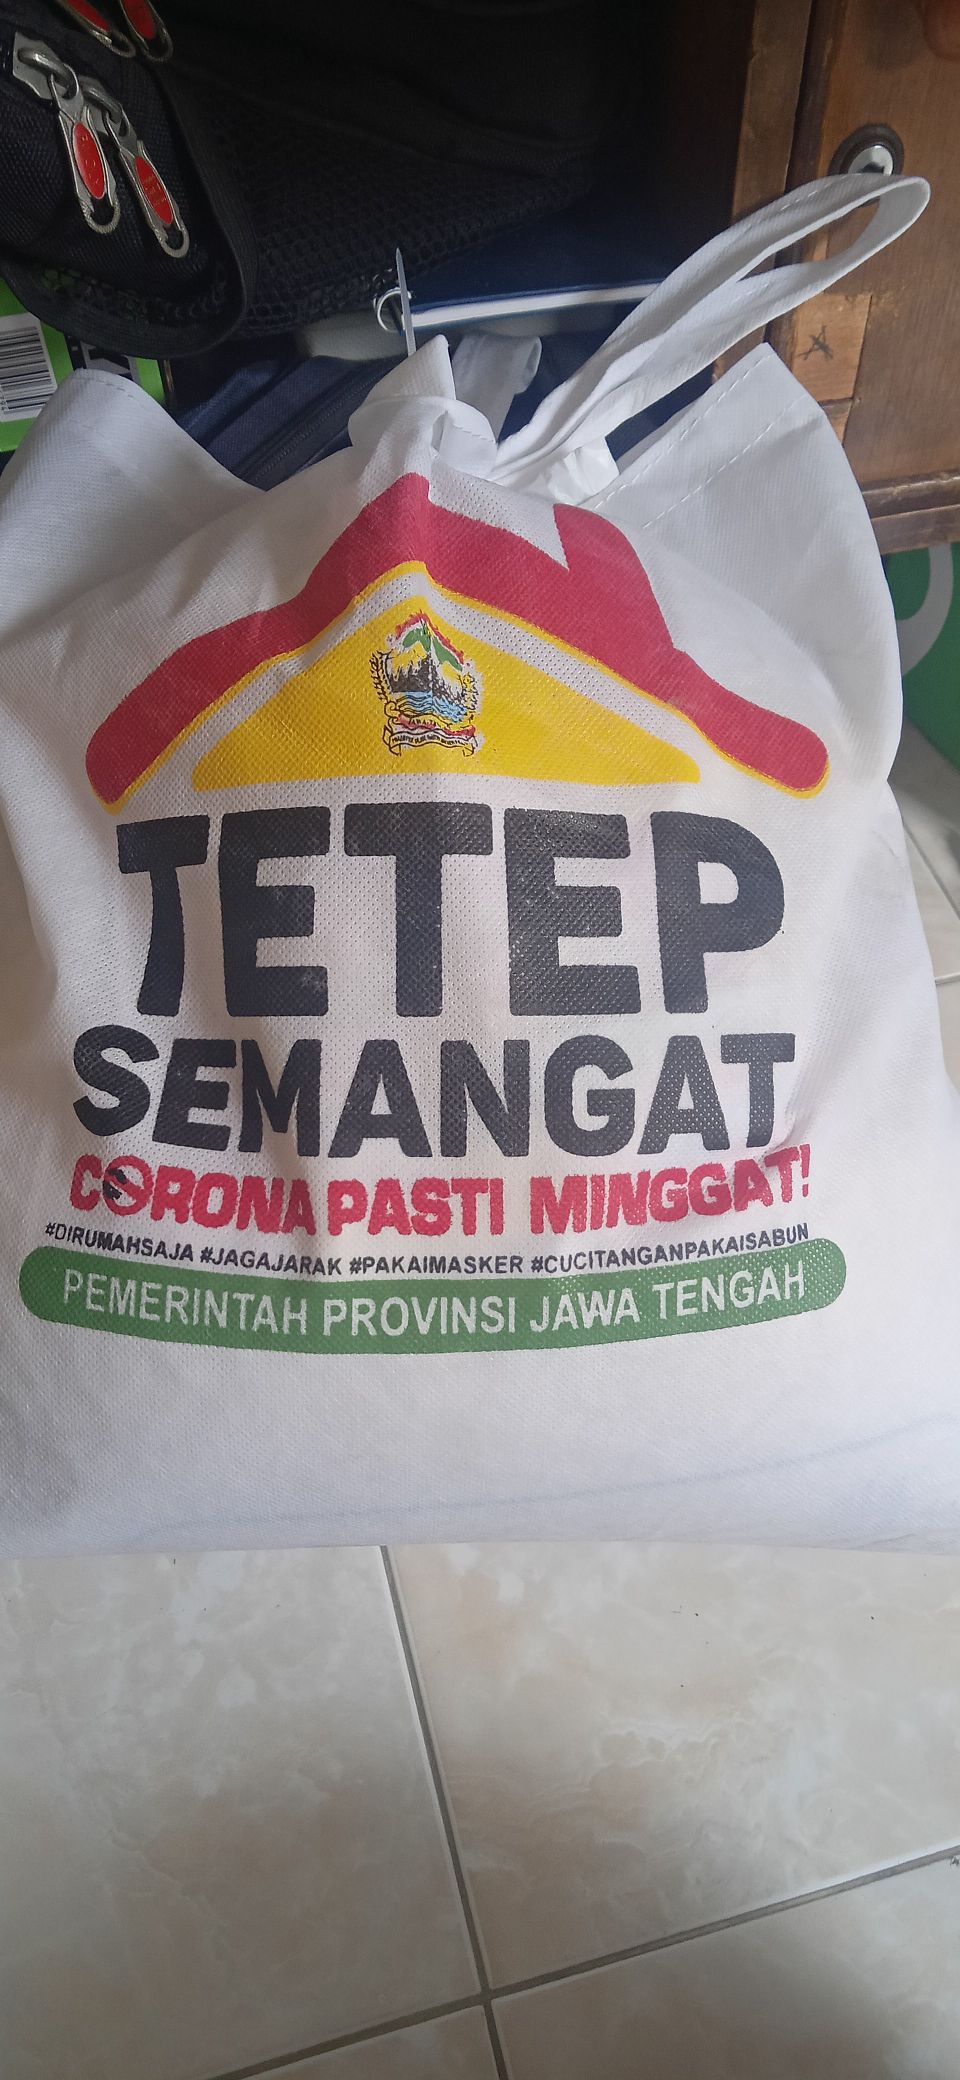 TETEP
SEMANGAT
CORONA PASTI MINGGAT!
#DIRUMAHSAJA #JAGAJARAK #PAKAIMASKER #CUCITANGANPAKAISABUN
PEMERINTAH PROVINSI JAWA TENGAH